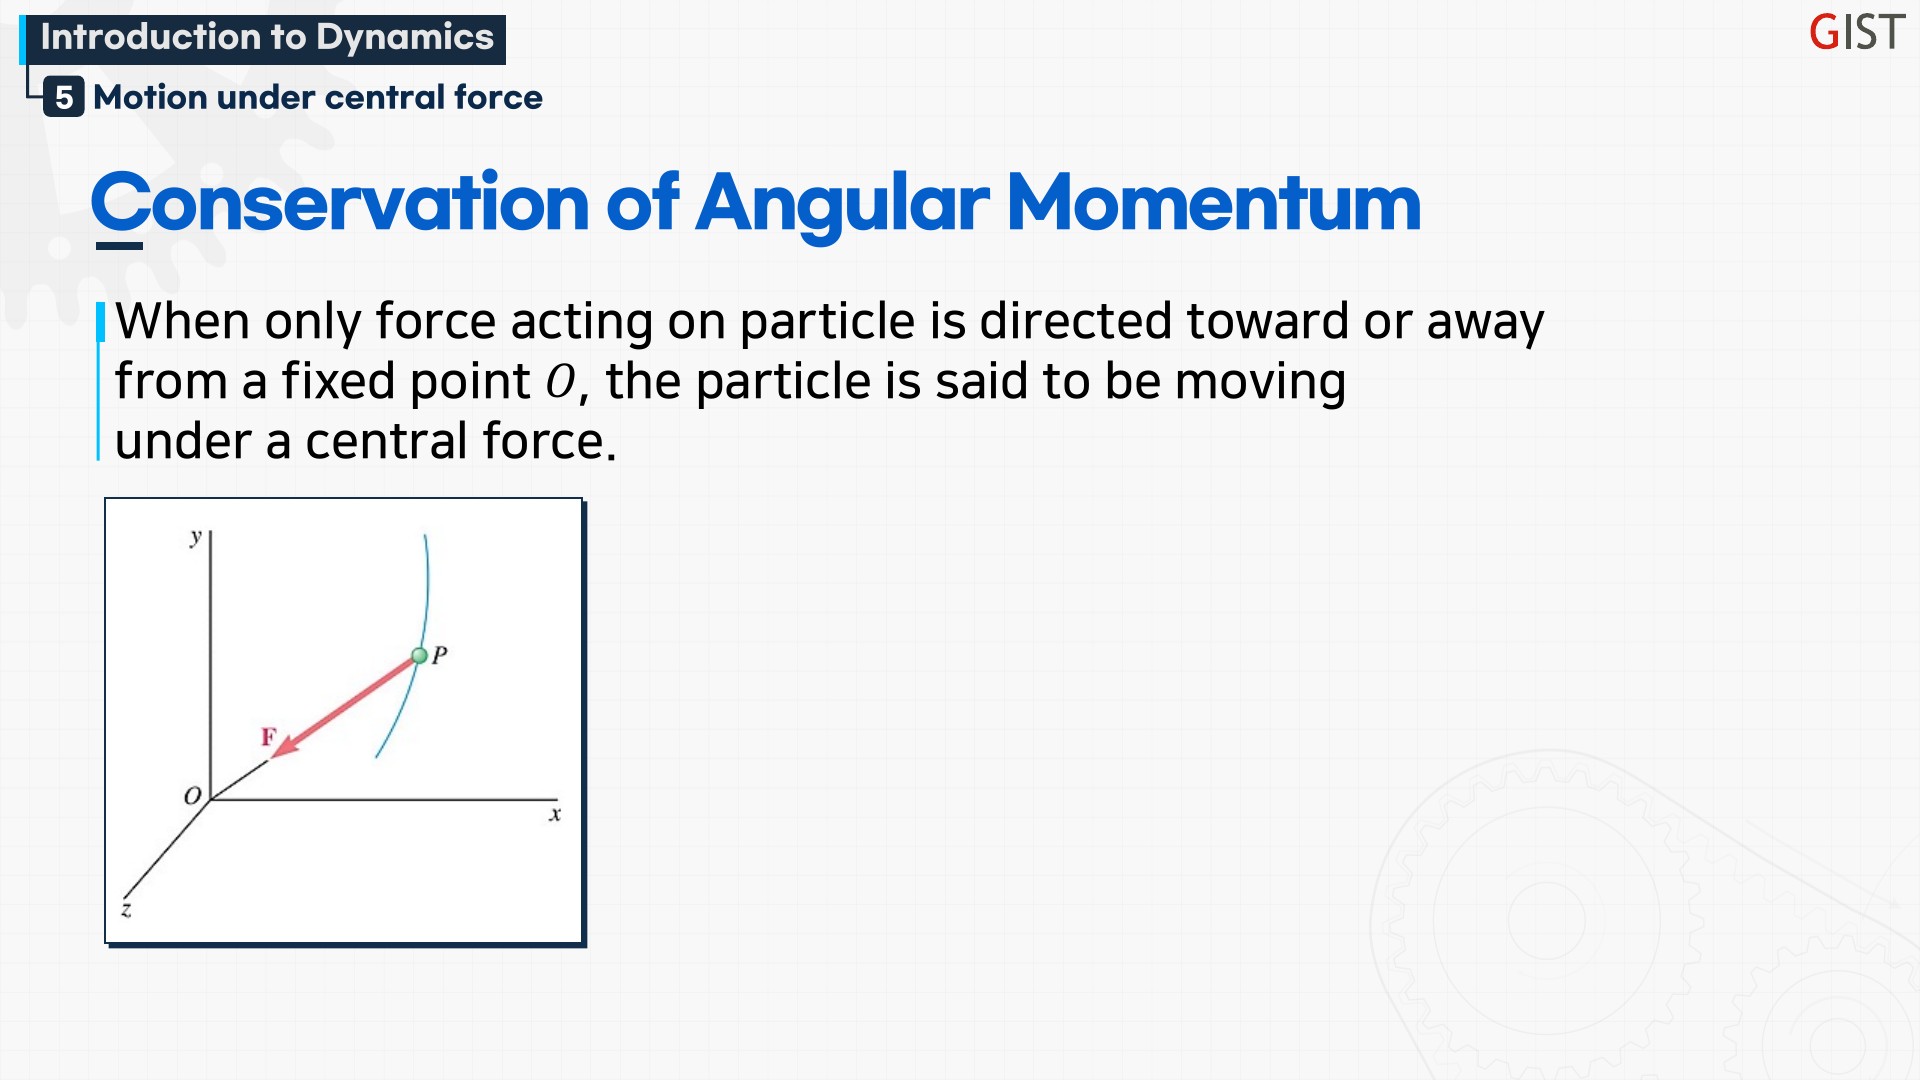 Introduction to Dynamics
GIST
5 Motion under central force
Conservation of Angular Momentum
When only force acting on particle is directed toward or away
from a fixed point O, the particle is said to be moving
under a central force.
y
P
F
O
x
z